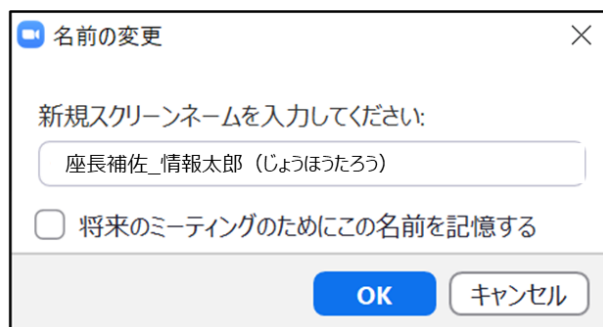 名前の変更
新規スクリーンネームを入力してください:
座長補佐_情報太郎（じょうほうたろう）
将来のミーティングのためにこの名前を記憶する
OK キャンセル